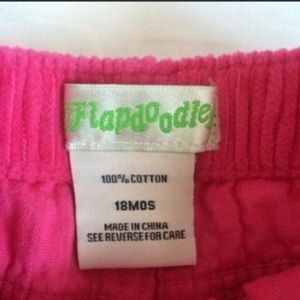 Flapdoodles
100% COTTON
18MOS
MADE IN CHINA
SEE REVERSE FOR CARE